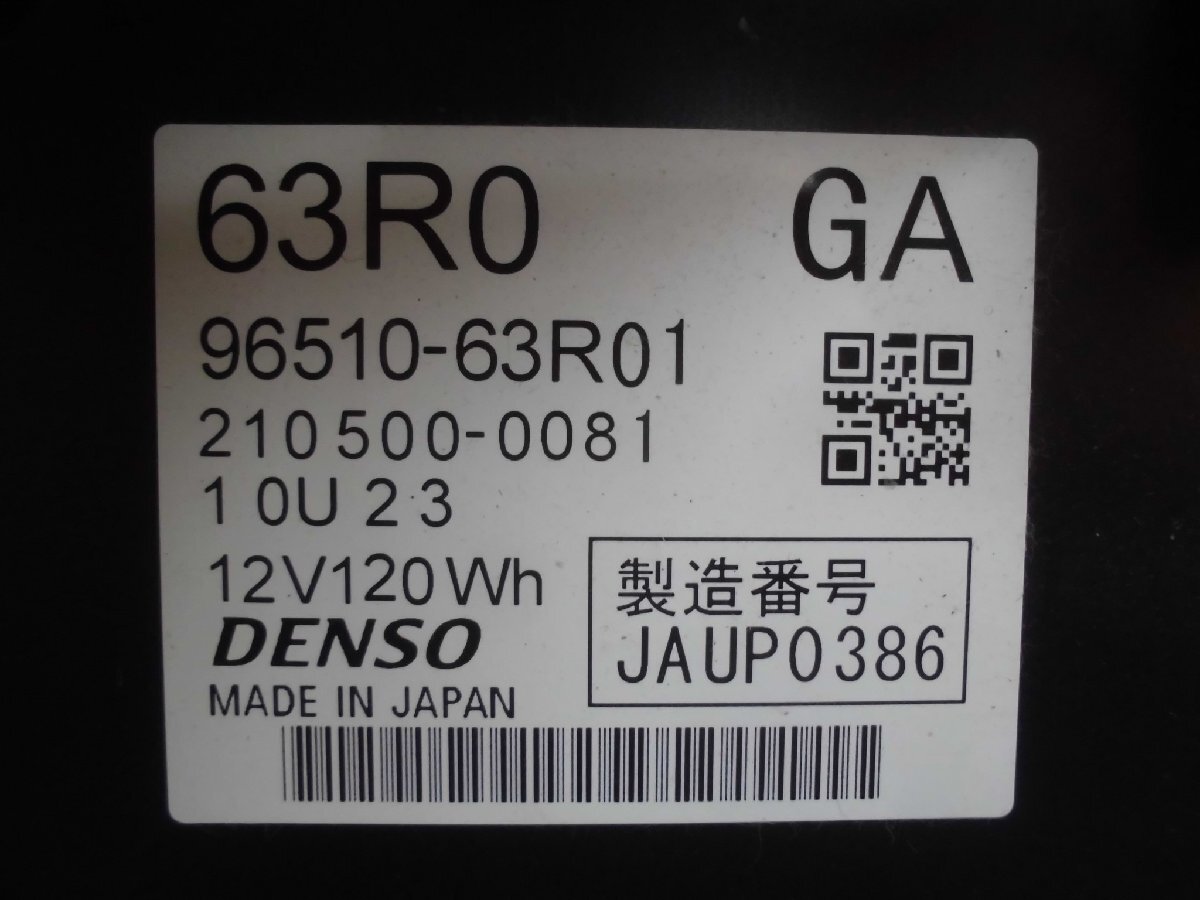 63R0 GA
96510-63R01
210500-0081
10U23
12V120Wh
DENSO
MADE IN JAPAN
製造番号
JAUP0386